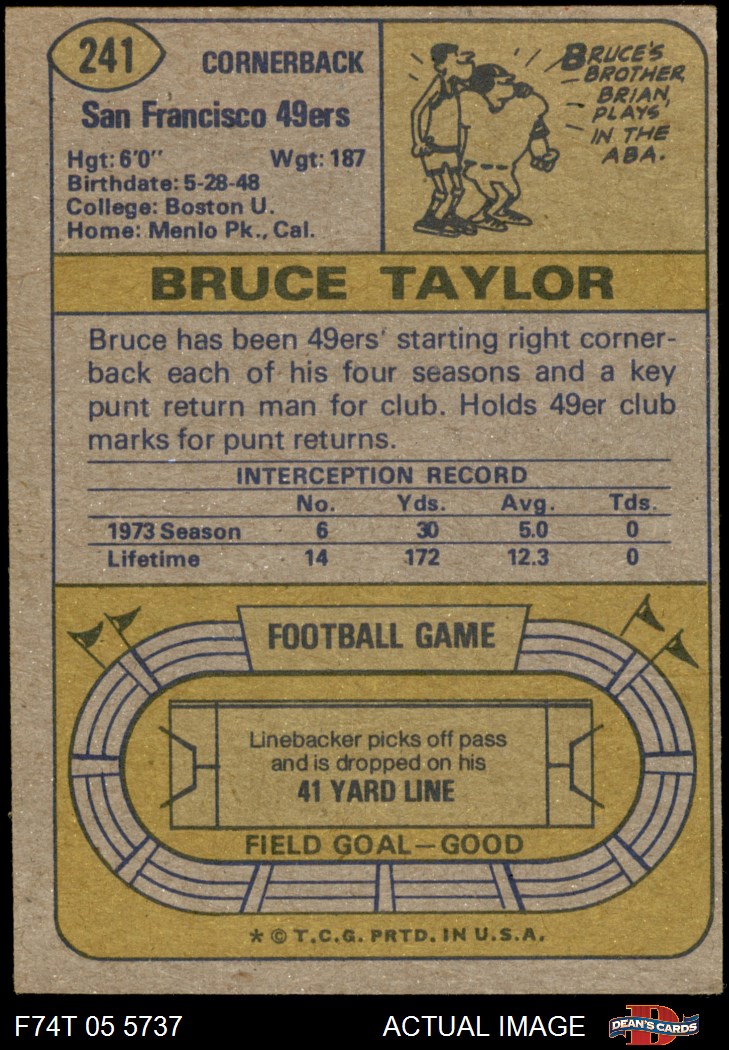 241
CORNERBACK
San Francisco 49ers
Hgt: 6'0" Wgt: 187
Birthdate: 5-28-48
College: Boston U.
Home: Menlo Pk., Cal.
BRUCE'S
BROTHER,
BRIAN,
PLAYS
IN THE
ABA.
BRUCE TAYLOR
Bruce has been 49ers' starting right corner-
back each of his four seasons and a key
punt return man for club. Holds 49er club
marks for punt returns.
INTERCEPTION RECORD
No. Yds. Avg. Tds.
1973 Season 6 30 5.0 0
Lifetime 14 172 12.3 0
FOOTBALL GAME
Linebacker picks off pass
and is dropped on his
41 YARD LINE
FIELD GOAL—GOOD
* © T.C.G. PRTD. IN U.S.A.
F74T 05 5737 ACTUAL IMAGE
D
DEAN'S CARDS